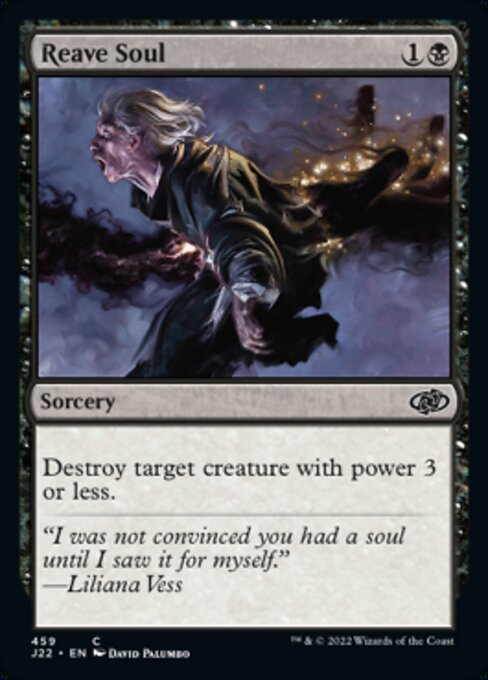 Reave Soul 1
Sorcery
Destroy target creature with power 3
or less.
“I was not convinced you had a soul
until I saw it for myself.”
—Liliana Vess
459 C
J22 • EN DAVID PALUMBO
™ & © 2022 Wizards of the Coast